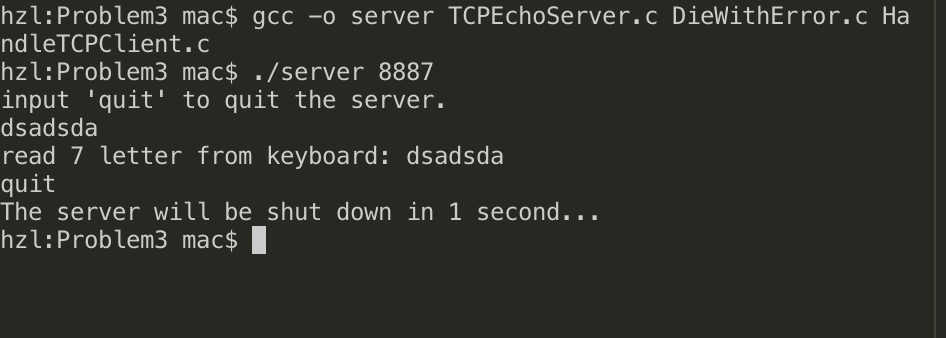 hzl:Problem3 mac$ gcc -o server TCPEchoServer.c DieWithError.c Ha
ndleTCPClient.c
hzl:Problem3 mac$ ./server 8887
input 'quit' to quit the server.
dsadsda
read 7 letter from keyboard: dsadsda
quit
The server will be shut down in 1 second...
hzl:Problem3 mac$